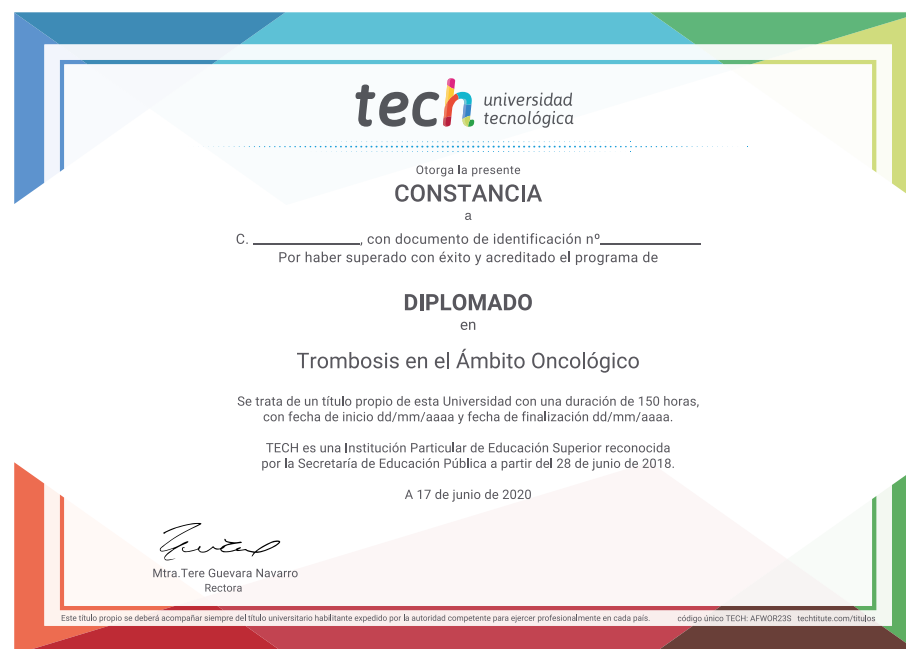 tech universidad
tecnológica
Otorga la presente
CONSTANCIA
a
C. ________________, con documento de identificación nº_______________
Por haber superado con éxito y acreditado el programa de
DIPLOMADO
en
Trombosis en el Ámbito Oncológico
Se trata de un título propio de esta Universidad con una duración de 150 horas,
con fecha de inicio dd/mm/aaaa y fecha de finalización dd/mm/aaaa.
TECH es una Institución Particular de Educación Superior reconocida
por la Secretaría de Educación Pública a partir del 28 de junio de 2018.
A 17 de junio de 2020
Mtra.Tere Guevara Navarro
Rectora
Este título propio se deberá acompañar siempre del título universitario habilitante expedido por la autoridad competente para ejercer profesionalmente en cada país. código único TECH: AFWOR23S techtitute.com/titulos